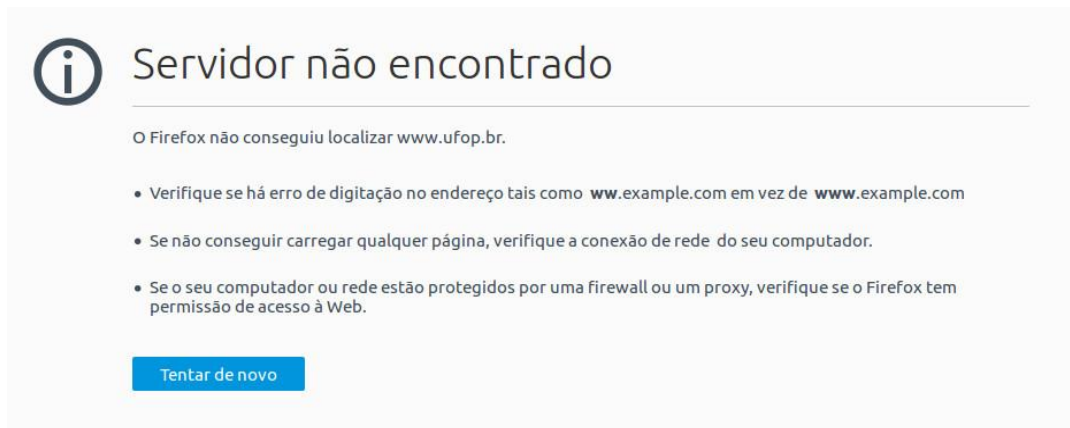 Servidor não encontrado
O Firefox não conseguiu localizar www.ufop.br.
• Verifique se há erro de digitação no endereço tais como ww.example.com em vez de www.example.com
• Se não conseguir carregar qualquer página, verifique a conexão de rede do seu computador.
• Se o seu computador ou rede estão protegidos por uma firewall ou um proxy, verifique se o Firefox tem
permissão de acesso à Web.
Tentar de novo